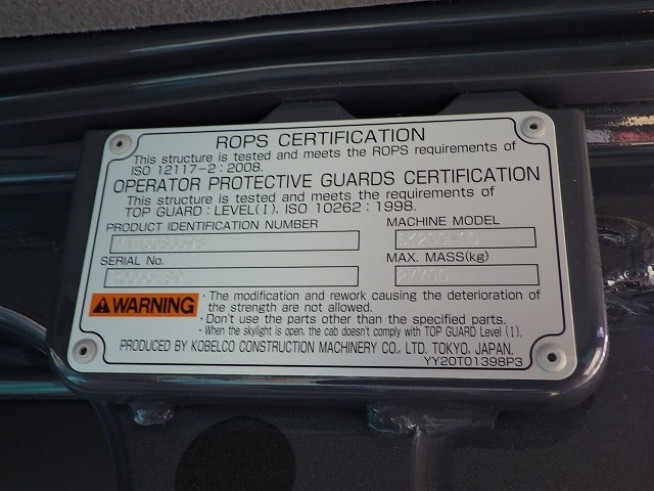 ROPS CERTIFICATION
This structure is tested and meets the ROPS requirements of
ISO 12117-2 : 2008.
OPERATOR PROTECTIVE GUARDS CERTIFICATION
This structure is tested and meets the requirements of
TOP GUARD : LEVEL(I), ISO 10262 : 1998.
PRODUCT IDENTIFICATION NUMBER
MACHINE MODEL
SERIAL No.
MAX. MASS(kg)
WARNING
· The modification and rework causing the deterioration of
the strength are not allowed.
· Don't use the parts other than the specified parts.
· When the skylight is open, the cab doesn't comply with TOP GUARD Level (I).
PRODUCED BY KOBELCO CONSTRUCTION MACHINERY CO., LTD. TOKYO, JAPAN.
YY20T01398P3